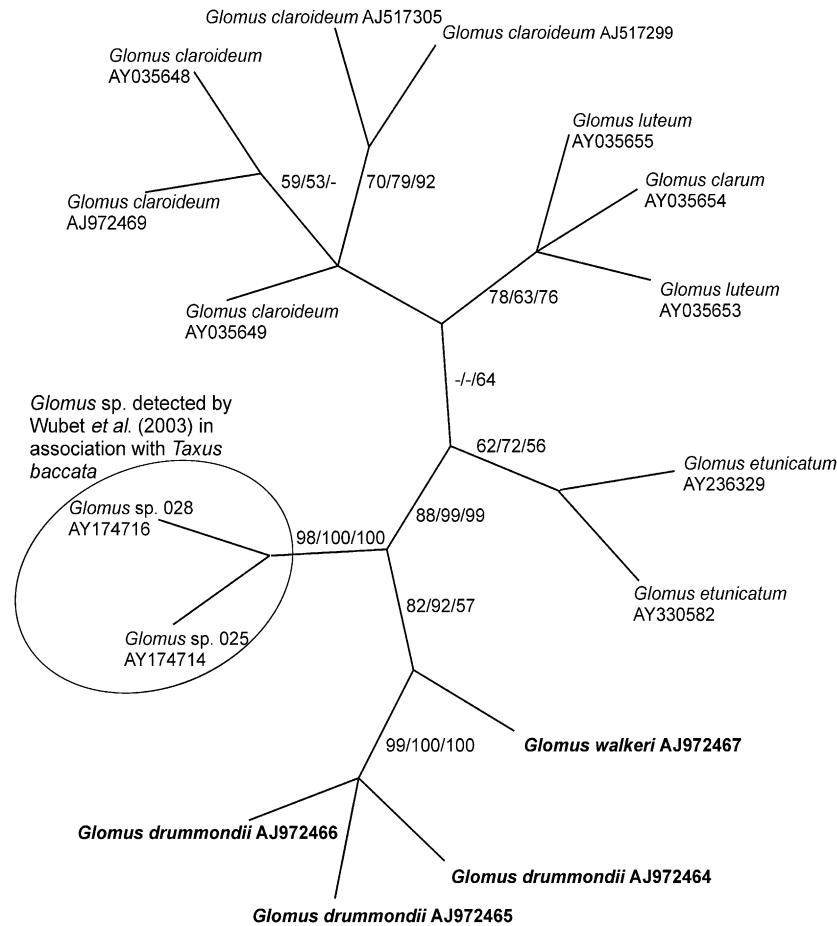 Glomus claroideum AJ517305
Glomus claroideum AJ517299
Glomus claroideum
AY035648
Glomus luteum
AY035655
59/53/-
70/79/92
Glomus clarum
AY035654
Glomus claroideum
AJ972469
Glomus luteum
AY035653
78/63/76
Glomus claroideum
AY035649
-/-/64
Glomus sp. detected by
Wubet et al. (2003) in
association with Taxus
baccata
62/72/56
Glomus etunicatum
AY236329
Glomus sp. 028
AY174716
98/100/100
88/99/99
Glomus etunicatum
AY330582
82/92/57
Glomus sp. 025
AY174714
99/100/100
Glomus walkeri AJ972467
Glomus drummondii AJ972466
Glomus drummondii AJ972464
Glomus drummondii AJ972465